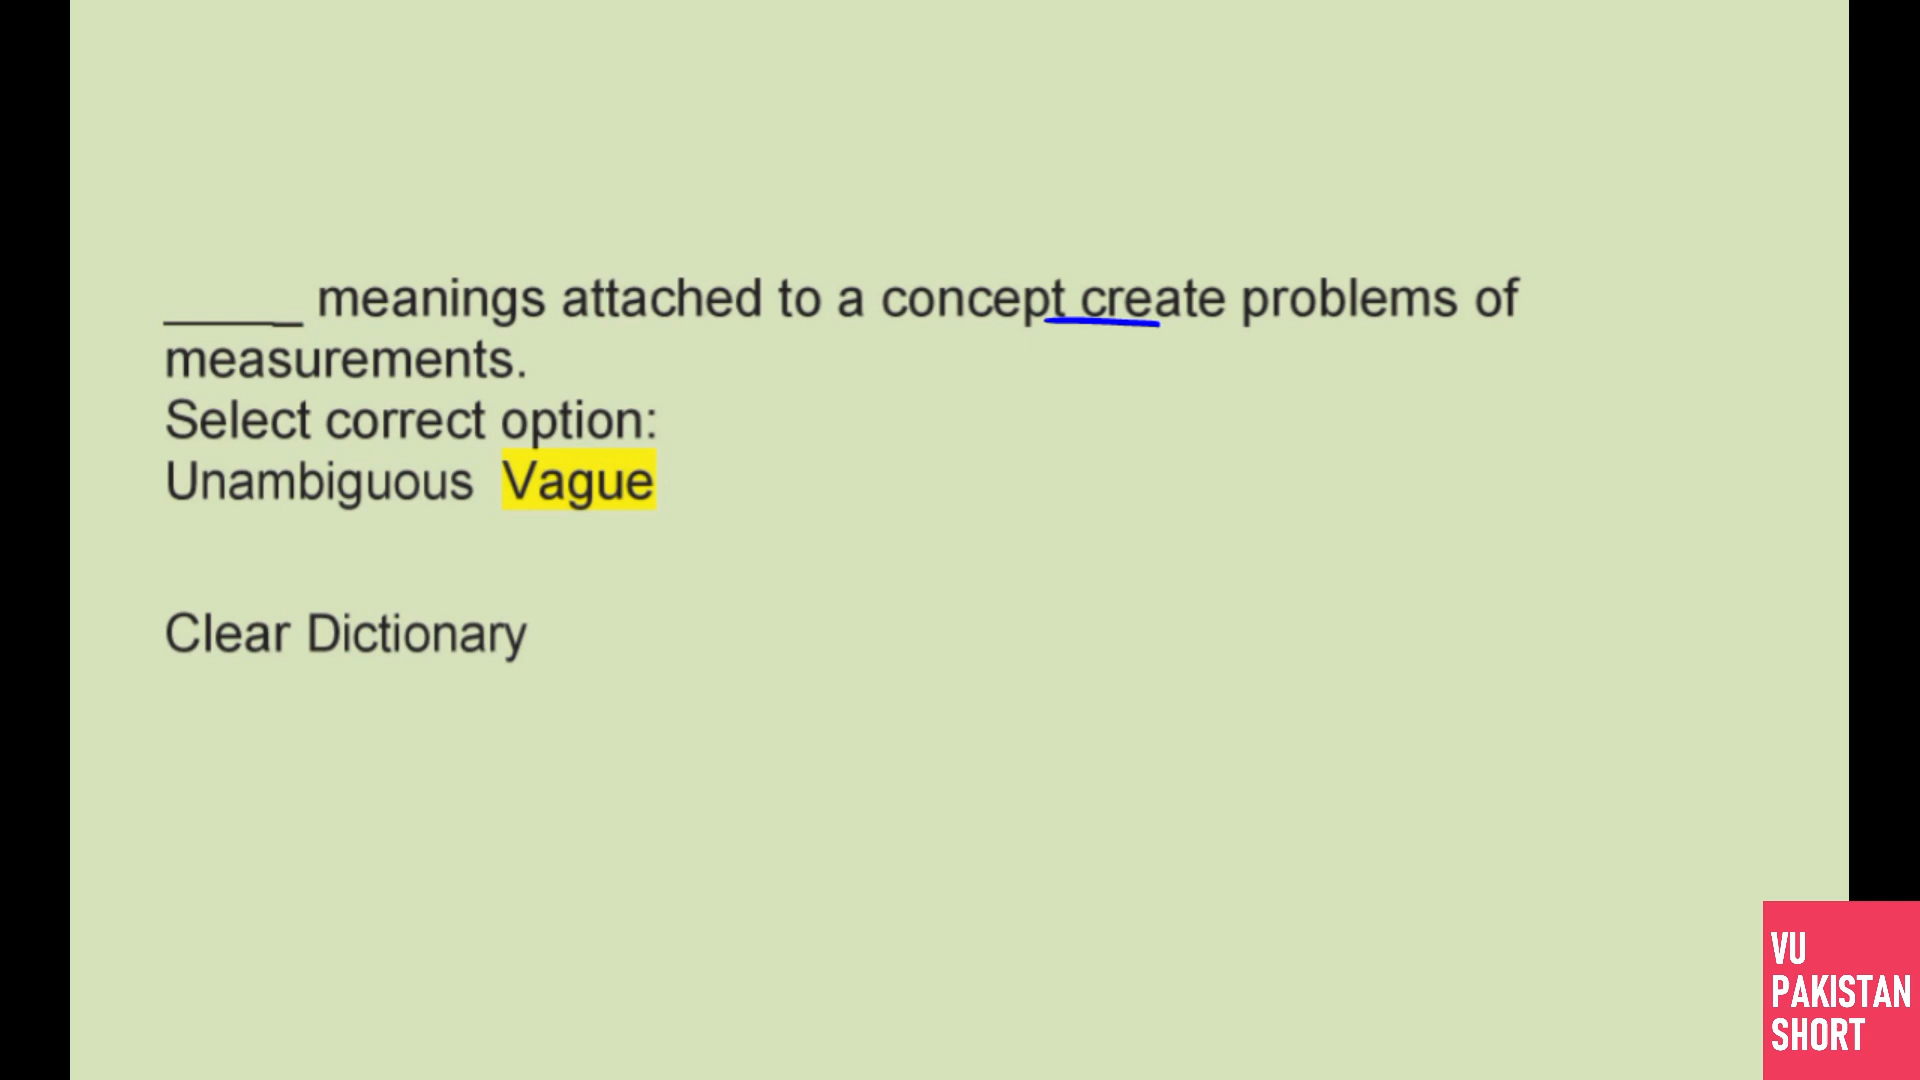 _____ meanings attached to a concept create problems of
measurements.
Select correct option:
Unambiguous Vague
Clear Dictionary
VU
PAKISTAN
SHORT